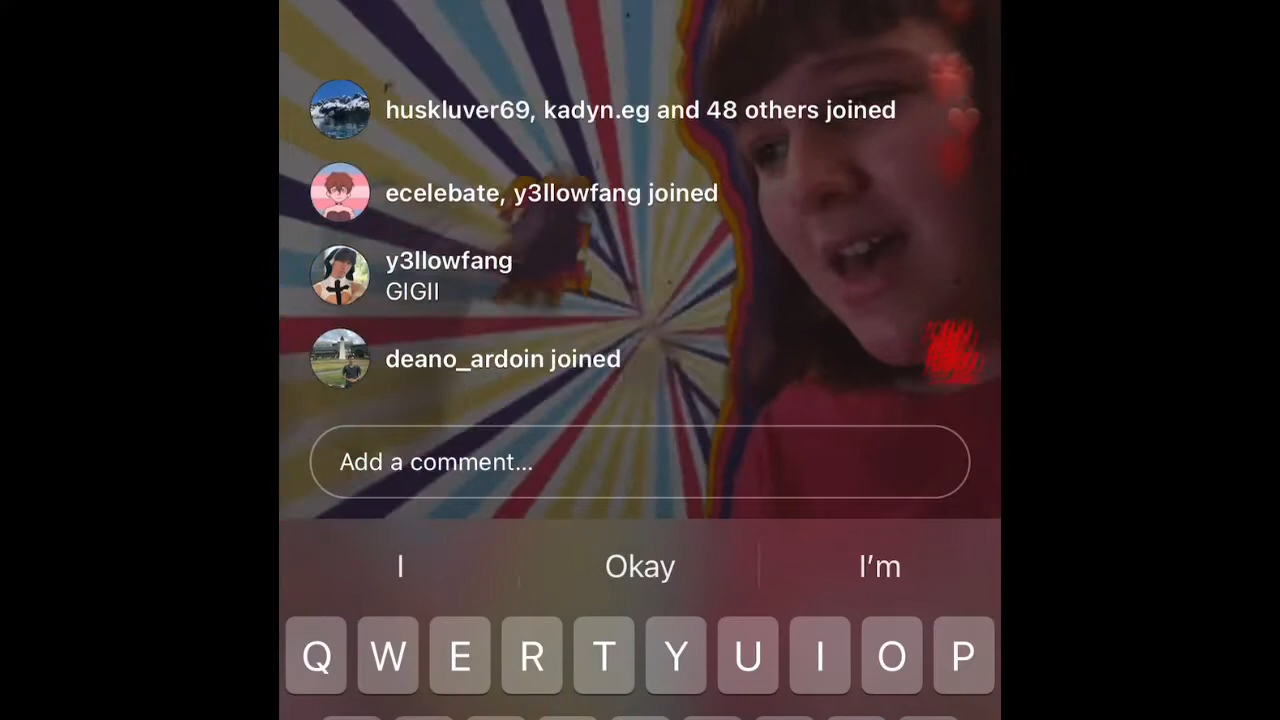 huskluver69, kadyn.eg and 48 others joined
ecelebate, y3llowfang joined
y3llowfang
GIGII
deano_ardoin joined
Add a comment...
I Okay I’m
Q W E R T Y U I O P